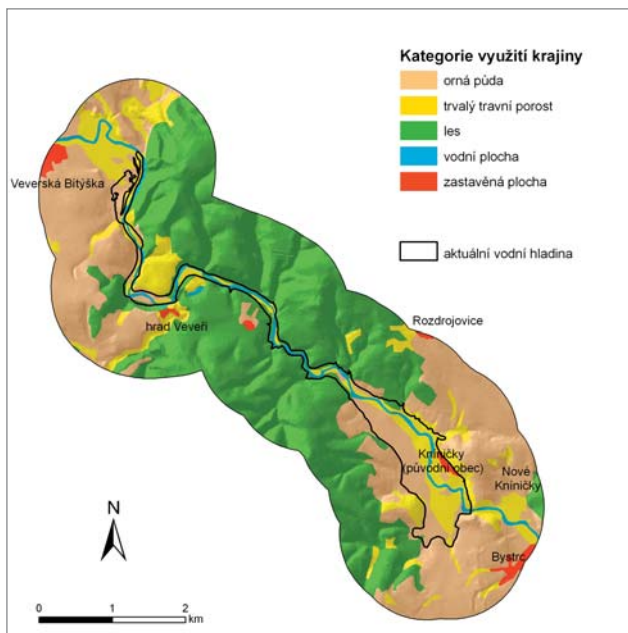 Kategorie využití krajiny
orná půda
trvalý travní porost
les
vodní plocha
zastavěná plocha
aktuální vodní hladina
Veverská Bitýška
hrad Veveří
Rozdrojovice
Kníničky
(původní obec)
Nové
Kníničky
Bystrc
N
0 1 2
km